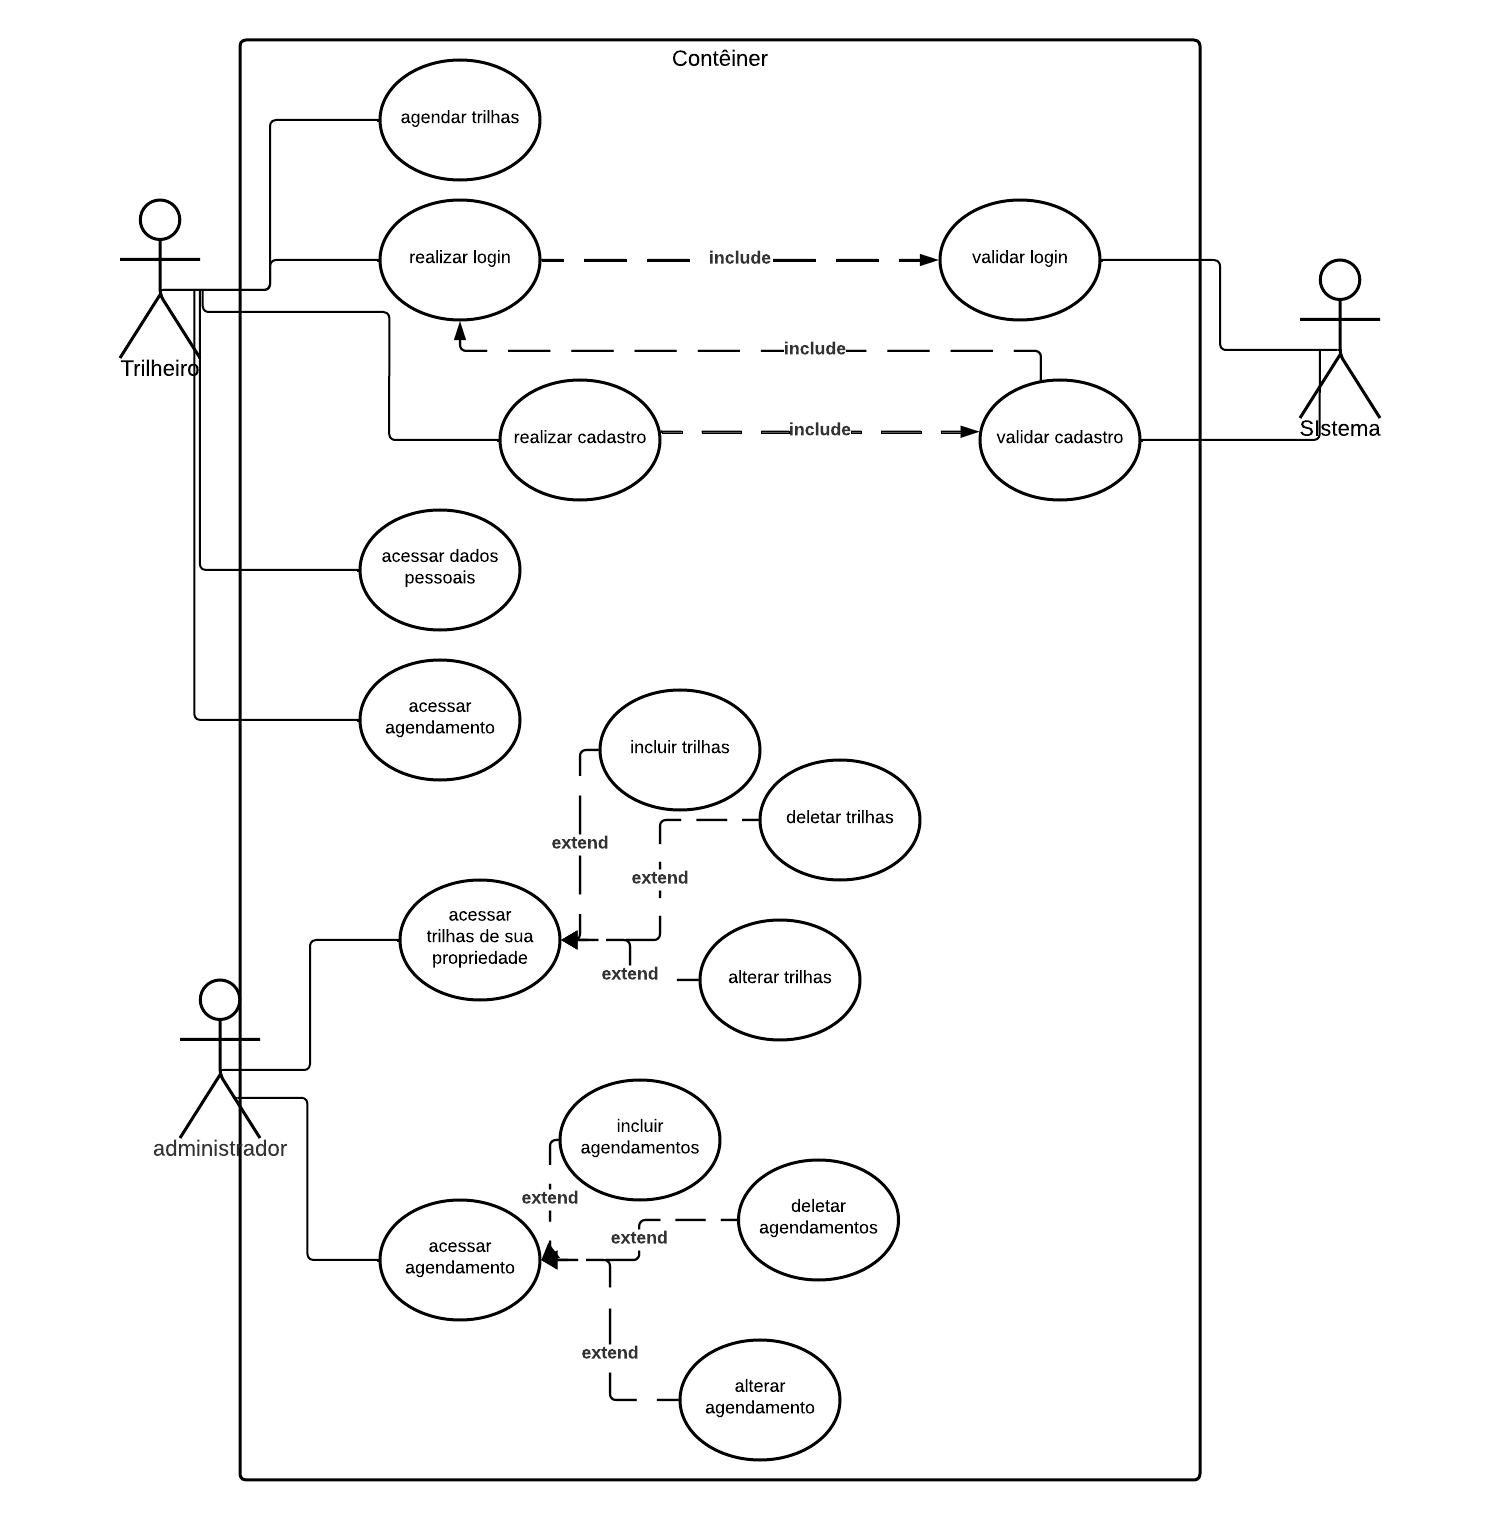 Contêiner
agendar trilhas
realizar login
include
validar login
Trilheiro
include
Sistema
realizar cadastro
include
validar cadastro
acessar dados
pessoais
acessar
agendamento
incluir trilhas
deletar trilhas
extend
extend
acessar
trilhas de sua
propriedade
extend
alterar trilhas
administrador
incluir
agendamentos
extend
deletar
agendamentos
extend
acessar
agendamento
extend
alterar
agendamento